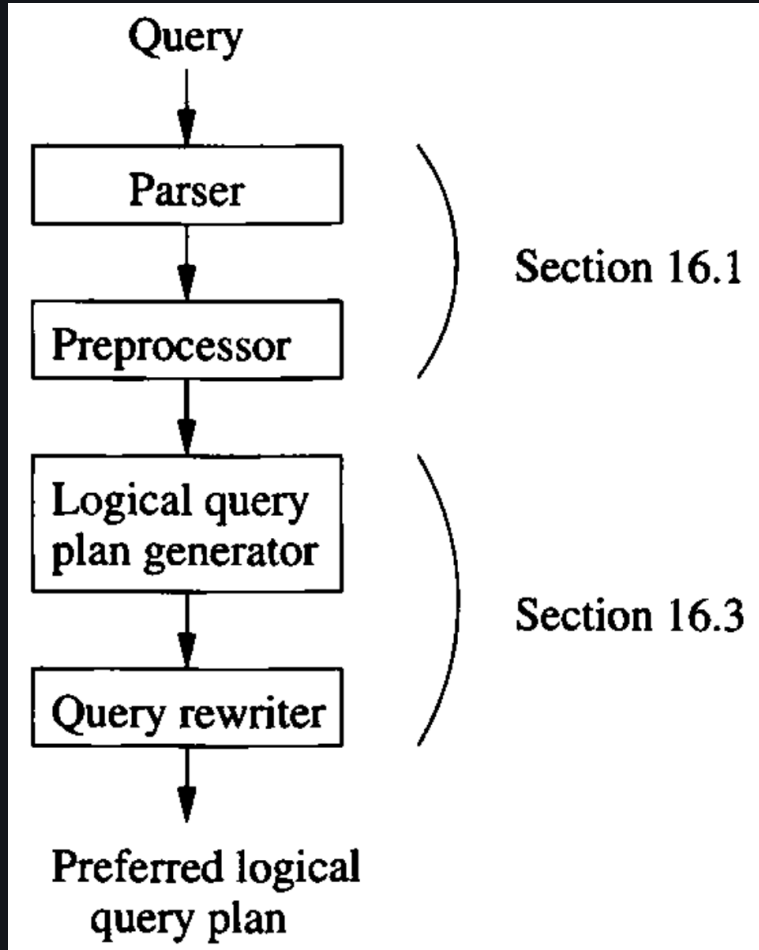 Query
Parser
Section 16.1
Preprocessor
Logical query
plan generator
Section 16.3
Query rewriter
Preferred logical
query plan